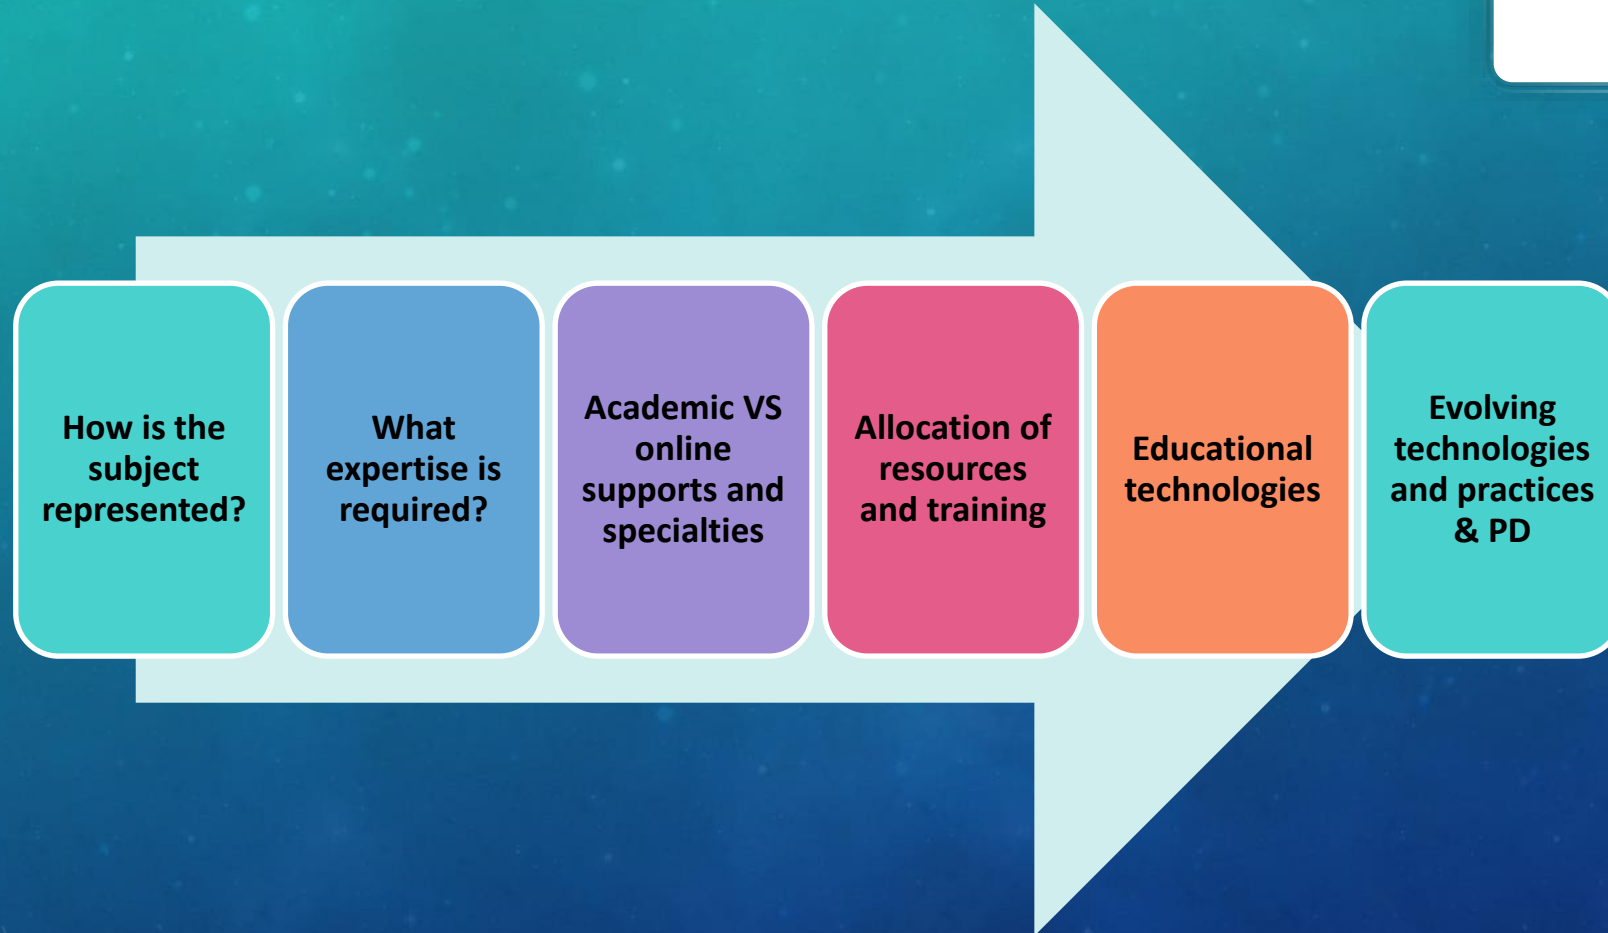 How is the
subject
represented?
What
expertise is
required?
Academic VS
online
supports and
specialties
Allocation of
resources
and training
Educational
technologies
Evolving
technologies
and practices
& PD